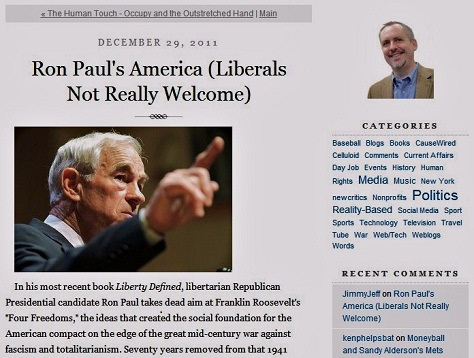 « The Human Touch - Occupy and the Outstretched Hand | Main
DECEMBER 29, 2011
Ron Paul's America (Liberals
Not Really Welcome)
In his most recent book Liberty Defined, libertarian Republican
Presidential candidate Ron Paul takes dead aim at Franklin Roosevelt's
"Four Freedoms," the ideas that created the social foundation for the
American compact on the edge of the great mid-century war against
fascism and totalitarianism. Seventy years removed from that 1941
CATEGORIES
Baseball Blogs Books CauseWired
Celluloid Comments Current Affairs
Day Job Events History Human
Rights Media Music New York
newcritics Nonprofits Politics
Reality-Based Social Media Sport
Sports Technology Television Travel
Tube War Web/Tech Weblogs
Words
RECENT COMMENTS
JimmyJeff on Ron Paul's
America (Liberals Not Really
Welcome)
kenphelpsbat on Moneyball
and Sandy Alderson's Mets